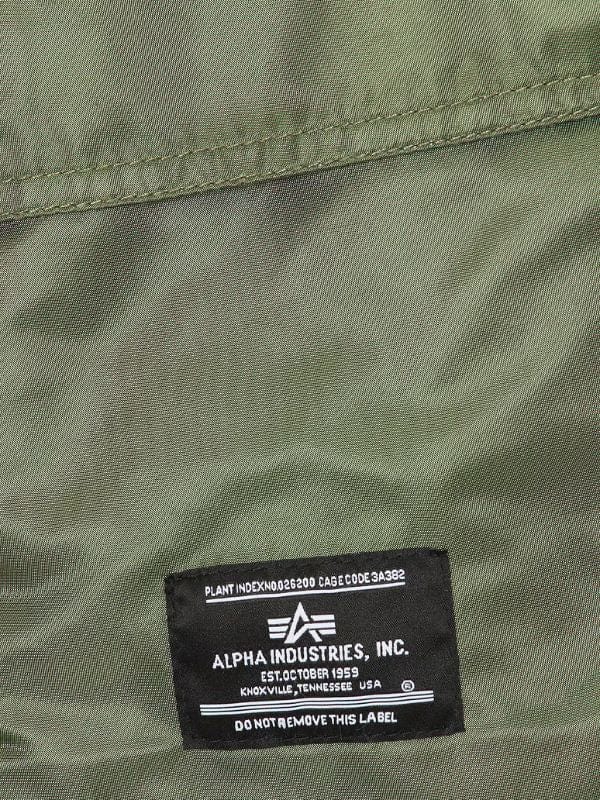 PLANT INDEXNO.026200 CAGE CODE 3A382
ALPHA INDUSTRIES, INC.
EST.OCTOBER 1959
KNOXVILLE, TENNESSEE USA ®
DO NOT REMOVE THIS LABEL